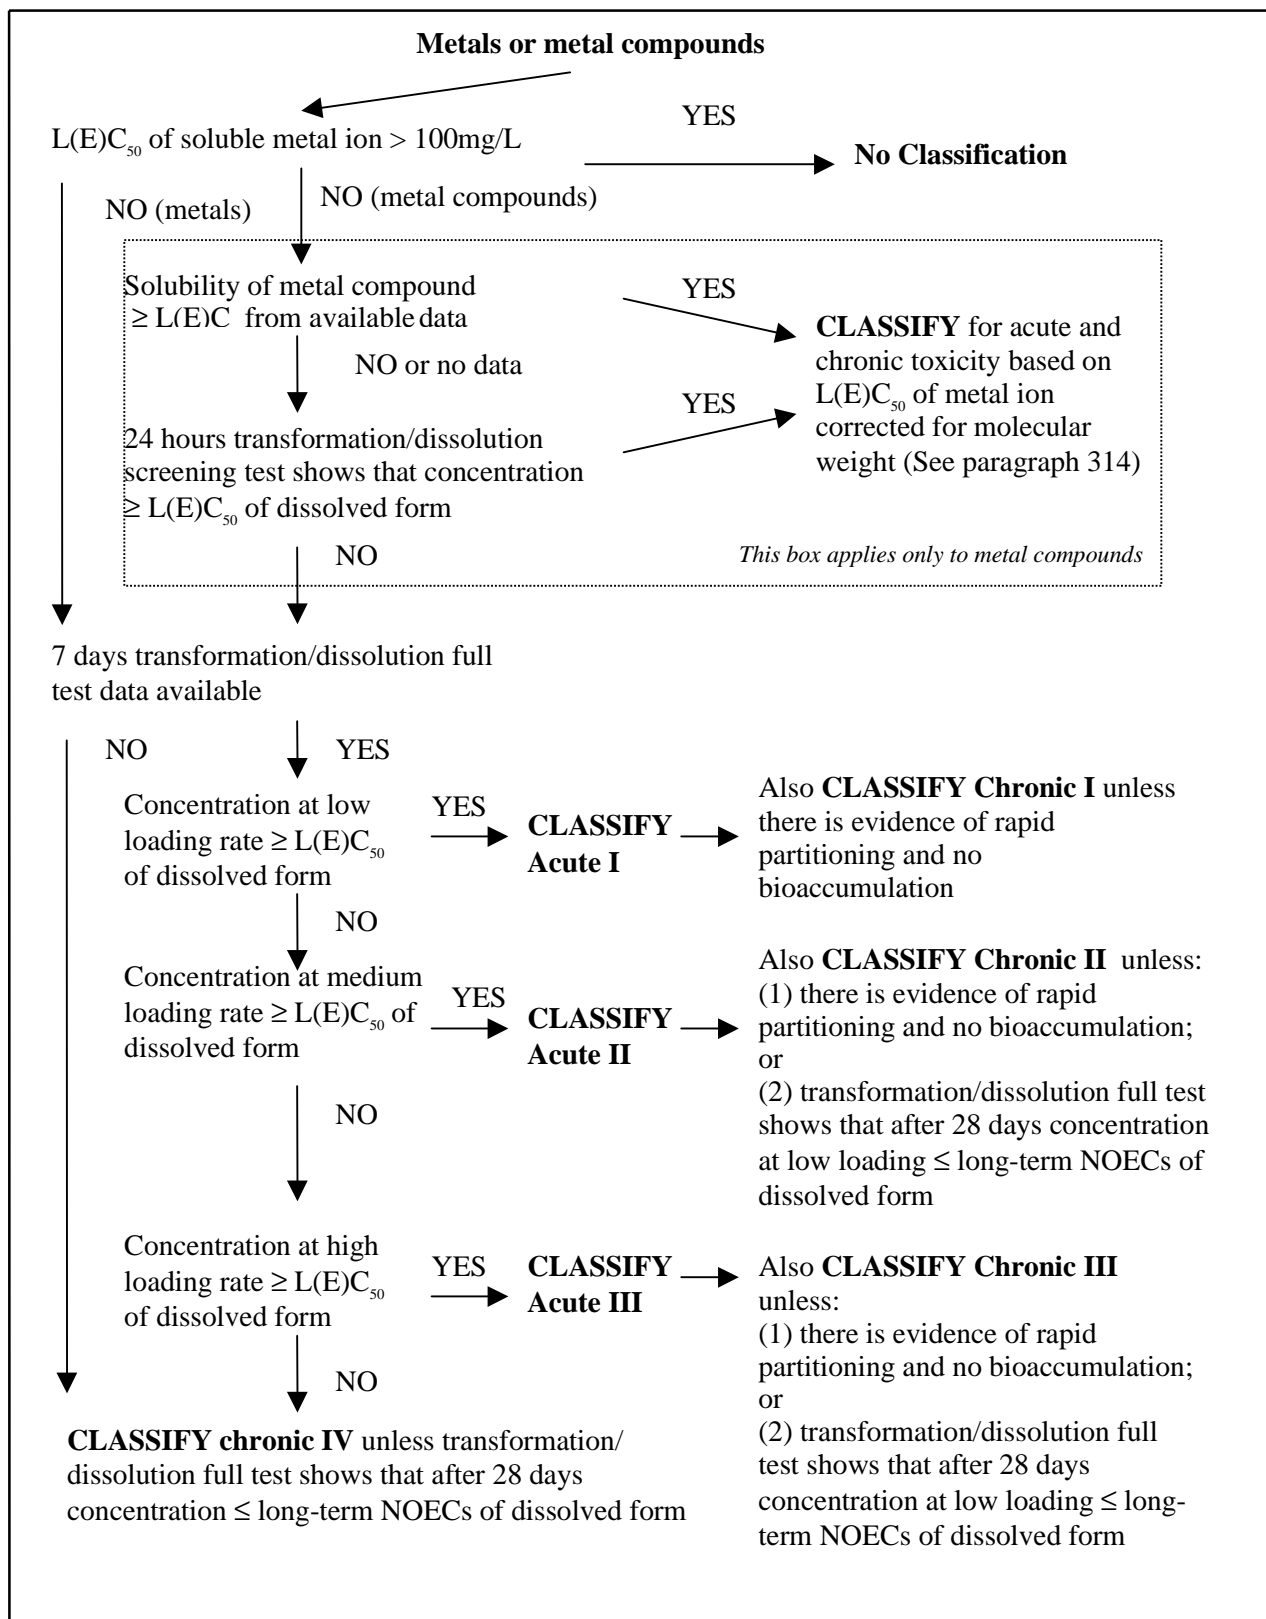 Metals or metal compounds
L(E)C₅₀ of soluble metal ion > 100mg/L
YES
No Classification
NO (metals)
NO (metal compounds)
Solubility of metal compound
≥ L(E)C from available data
YES
NO or no data
CLASSIFY for acute and
chronic toxicity based on
L(E)C₅₀ of metal ion
corrected for molecular
weight (See paragraph 314)
YES
24 hours transformation/dissolution
screening test shows that concentration
≥ L(E)C₅₀ of dissolved form
NO
This box applies only to metal compounds
7 days transformation/dissolution full
test data available
NO
YES
Concentration at low
loading rate ≥ L(E)C₅₀
of dissolved form
YES
CLASSIFY
Acute I
Also CLASSIFY Chronic I unless
there is evidence of rapid
partitioning and no
bioaccumulation
NO
Concentration at medium
loading rate ≥ L(E)C₅₀ of
dissolved form
YES
CLASSIFY
Acute II
Also CLASSIFY Chronic II unless:
(1) there is evidence of rapid
partitioning and no bioaccumulation;
or
(2) transformation/dissolution full test
shows that after 28 days concentration
at low loading ≤ long-term NOECs of
dissolved form
NO
Concentration at high
loading rate ≥ L(E)C₅₀
of dissolved form
YES
CLASSIFY
Acute III
Also CLASSIFY Chronic III
unless:
(1) there is evidence of rapid
partitioning and no bioaccumulation;
or
(2) transformation/dissolution full
test shows that after 28 days
concentration at low loading ≤ long-
term NOECs of dissolved form
NO
CLASSIFY chronic IV unless transformation/
dissolution full test shows that after 28 days
concentration ≤ long-term NOECs of dissolved form